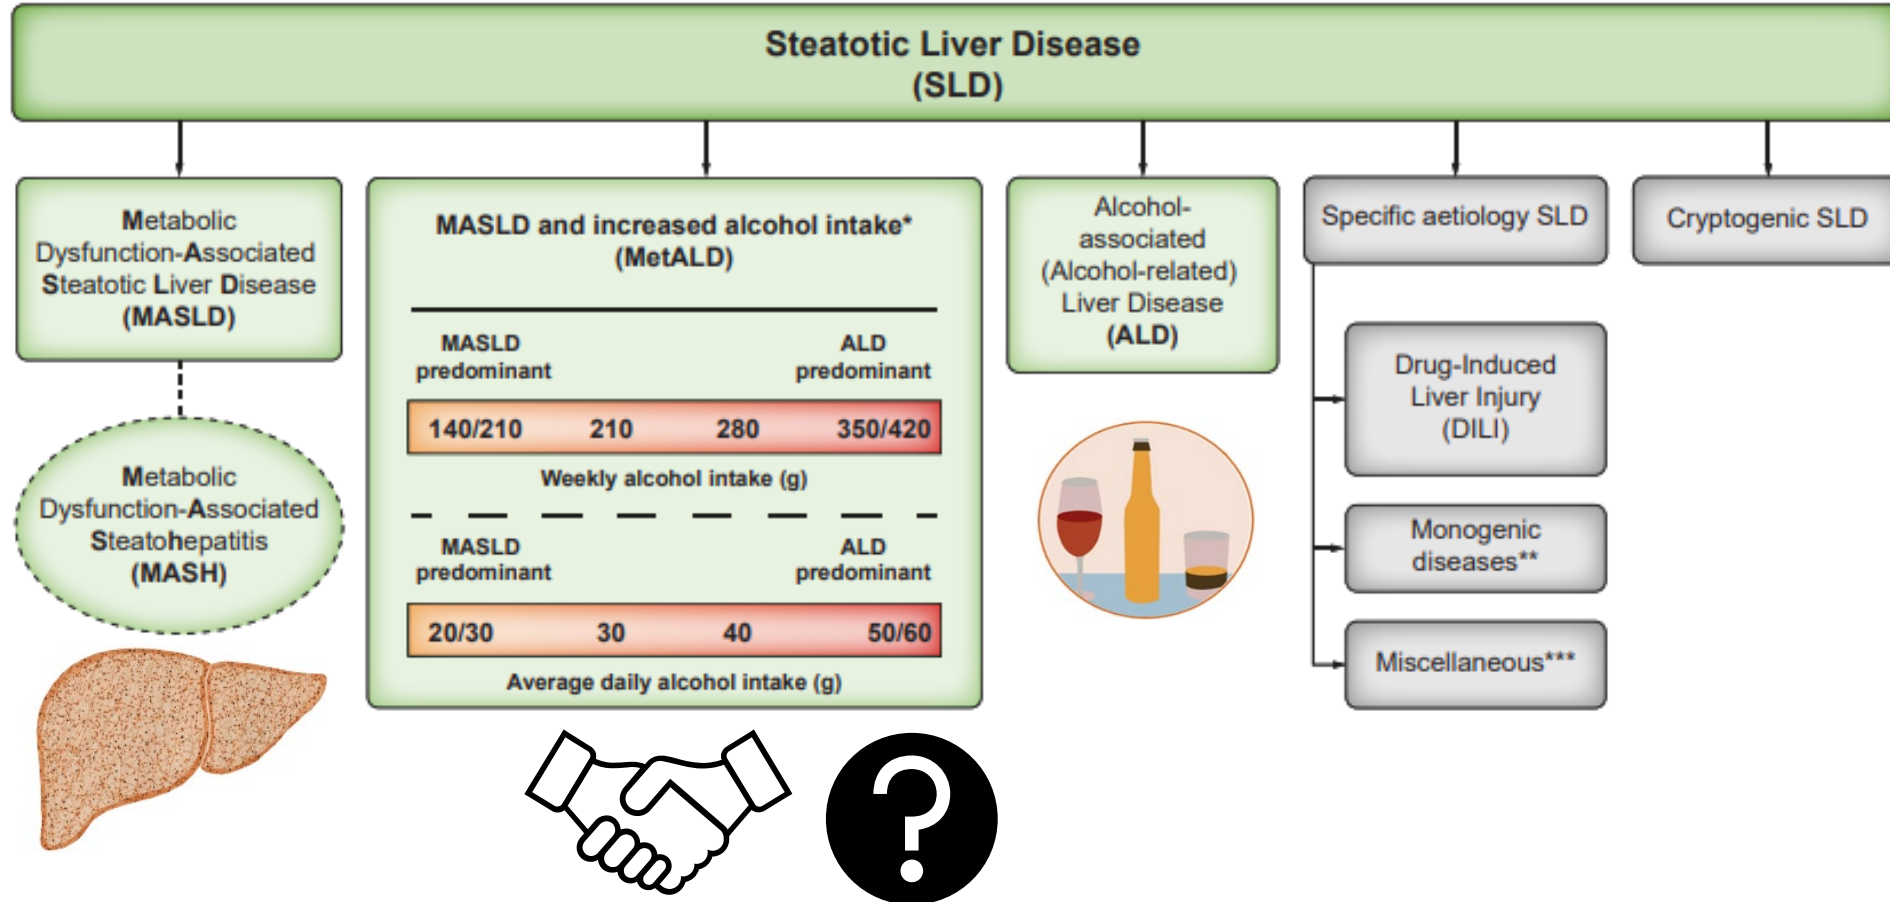 Steatotic Liver Disease
(SLD)
Metabolic
Dysfunction-Associated
Steatotic Liver Disease
(MASLD)
Metabolic
Dysfunction-Associated
Steatohepatitis
(MASH)
MASLD and increased alcohol intake*
(MetALD)
MASLD predominant
ALD predominant
140/210 210 280 350/420
Weekly alcohol intake (g)
MASLD predominant
ALD predominant
20/30 30 40 50/60
Average daily alcohol intake (g)
Alcohol-
associated
(Alcohol-related)
Liver Disease
(ALD)
Specific aetiology SLD
Drug-Induced
Liver Injury
(DILI)
Monogenic
diseases**
Miscellaneous***
Cryptogenic SLD
?